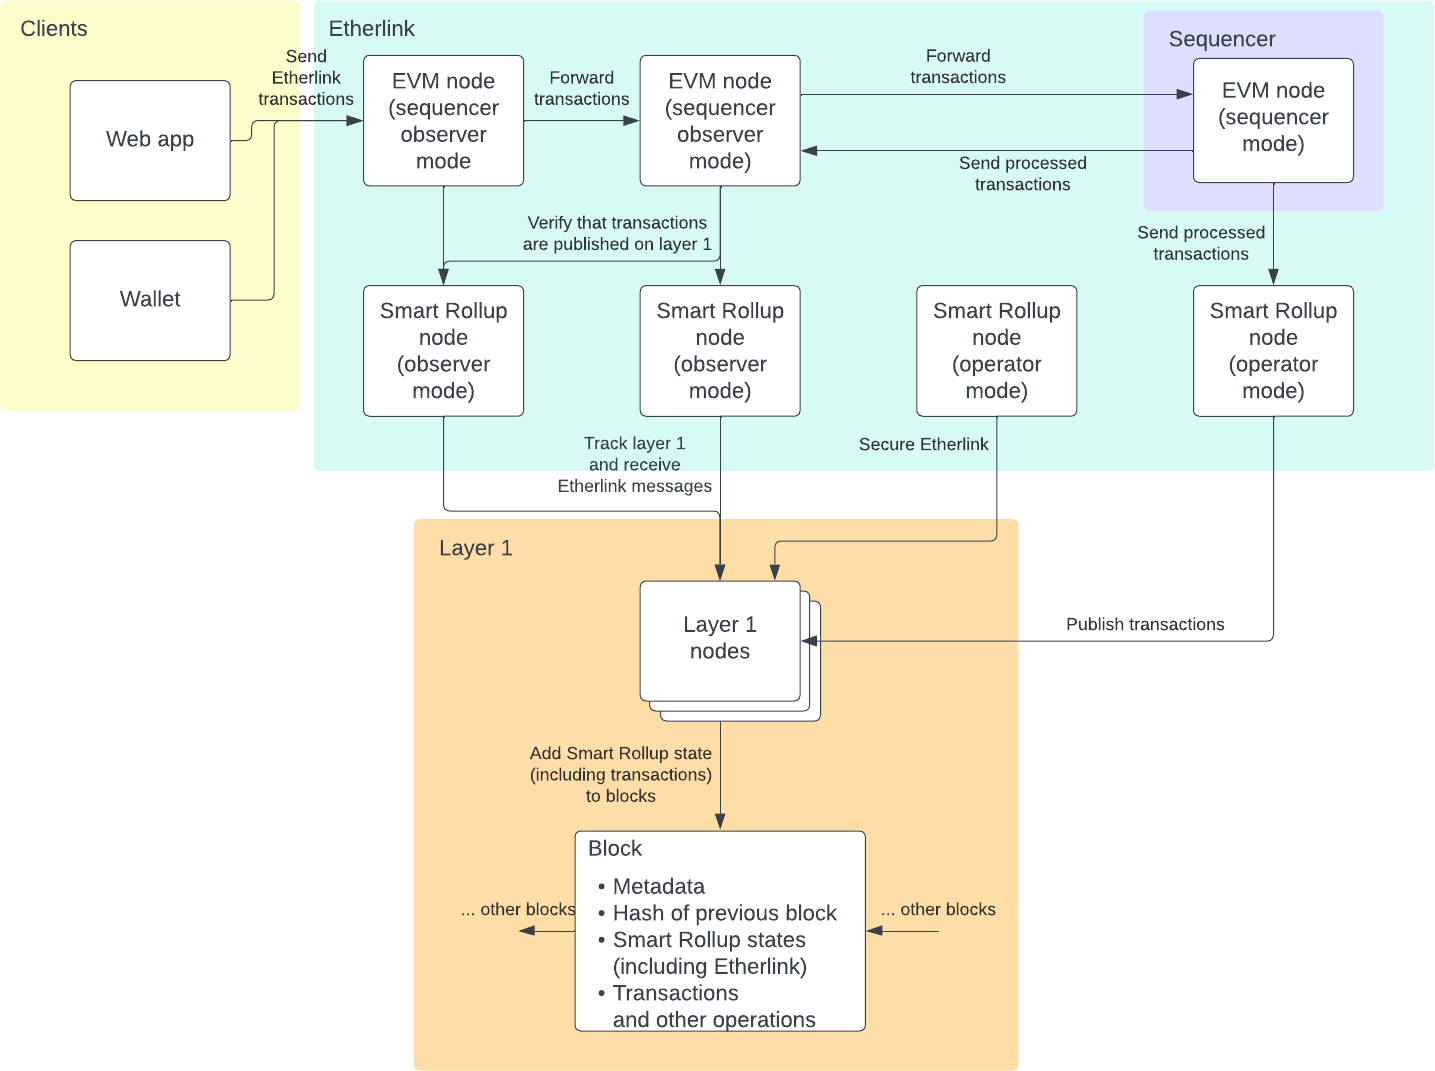 Clients
Etherlink
Sequencer
Send
Etherlink
transactions
Forward
transactions
Forward
transactions
Web app
EVM node
(sequencer
observer
mode
EVM node
(sequencer
observer
mode)
EVM node
(sequencer
mode)
Send processed
transactions
Verify that transactions
are published on layer 1
Send processed
transactions
Wallet
Smart Rollup
node
(observer
mode)
Smart Rollup
node
(observer
mode)
Smart Rollup
node
(operator
mode)
Smart Rollup
node
(operator
mode)
Track layer 1
and receive
Etherlink messages
Secure Etherlink
Layer 1
Layer 1
nodes
Publish transactions
Add Smart Rollup state
(including transactions)
to blocks
Block
• Metadata
• Hash of previous block
• Smart Rollup states
(including Etherlink)
• Transactions
and other operations
... other blocks
... other blocks